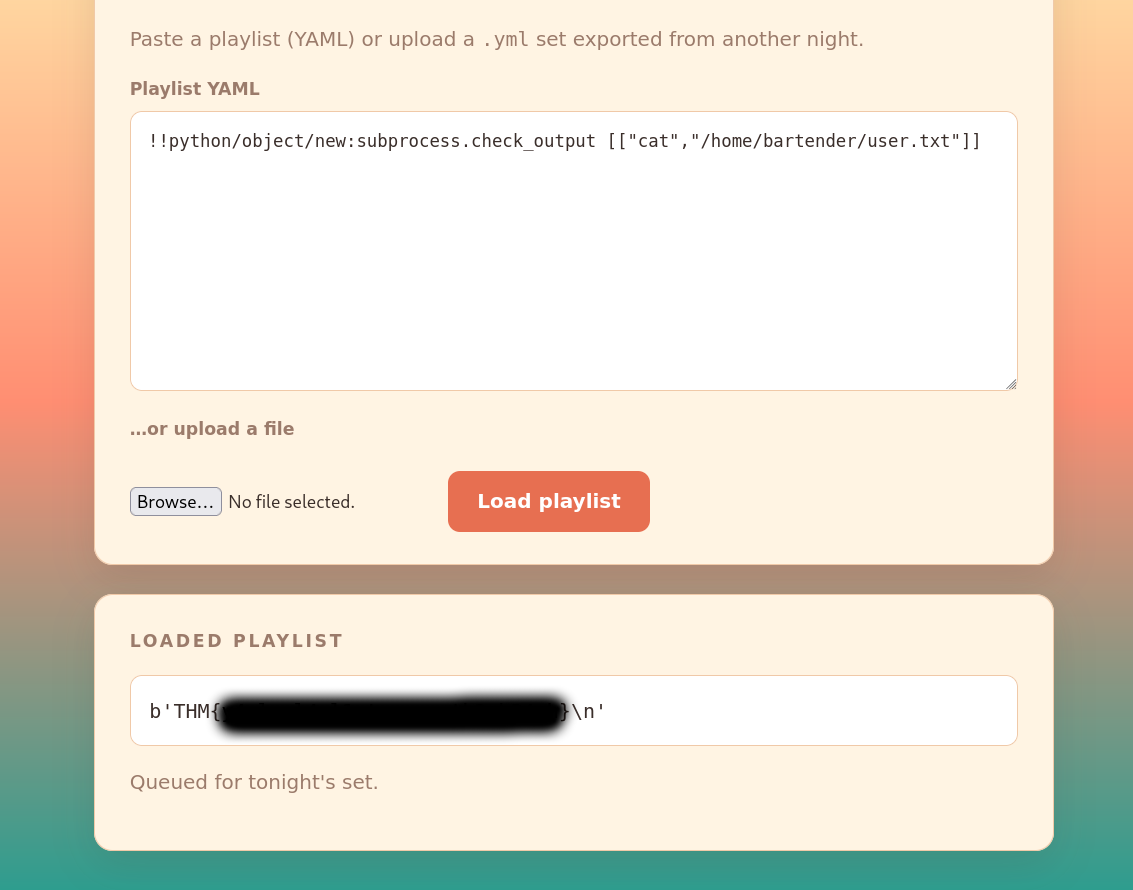 Paste a playlist (YAML) or upload a .yml set exported from another night.
Playlist YAML
!!python/object/new:subprocess.check_output [["cat","/home/bartender/user.txt"]]
…or upload a file
Browse… No file selected.
Load playlist
LOADED PLAYLIST
b'THM{ }\n'
Queued for tonight's set.